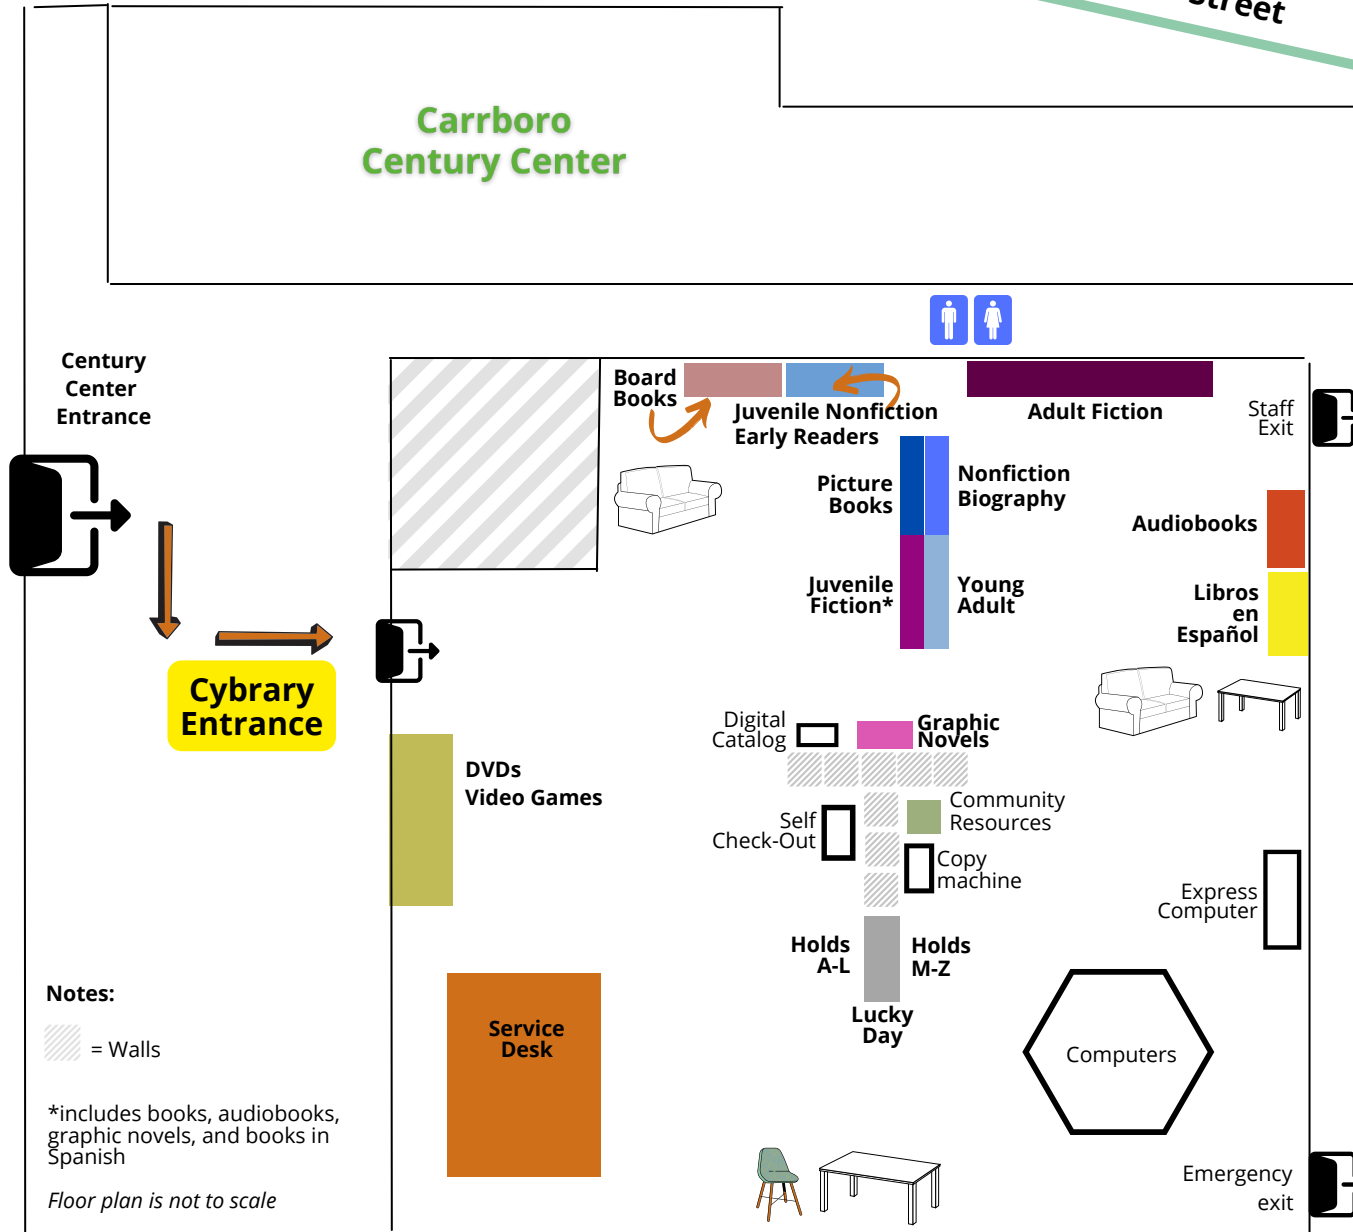 Street
Carrboro
Century Center
Century
Center
Entrance
Board
Books
Juvenile Nonfiction
Early Readers
Adult Fiction
Staff
Exit
Picture
Books
Nonfiction
Biography
Audiobooks
Juvenile
Fiction*
Young
Adult
Libros
en
Español
Cybrary
Entrance
Digital
Catalog
Graphic
Novels
DVDs
Video Games
Self
Check-Out
Community
Resources
Copy
machine
Express
Computer
Holds
A-L
Holds
M-Z
Lucky
Day
Service
Desk
Computers
Notes:
= Walls
*includes books, audiobooks,
graphic novels, and books in
Spanish
Floor plan is not to scale
Emergency
exit